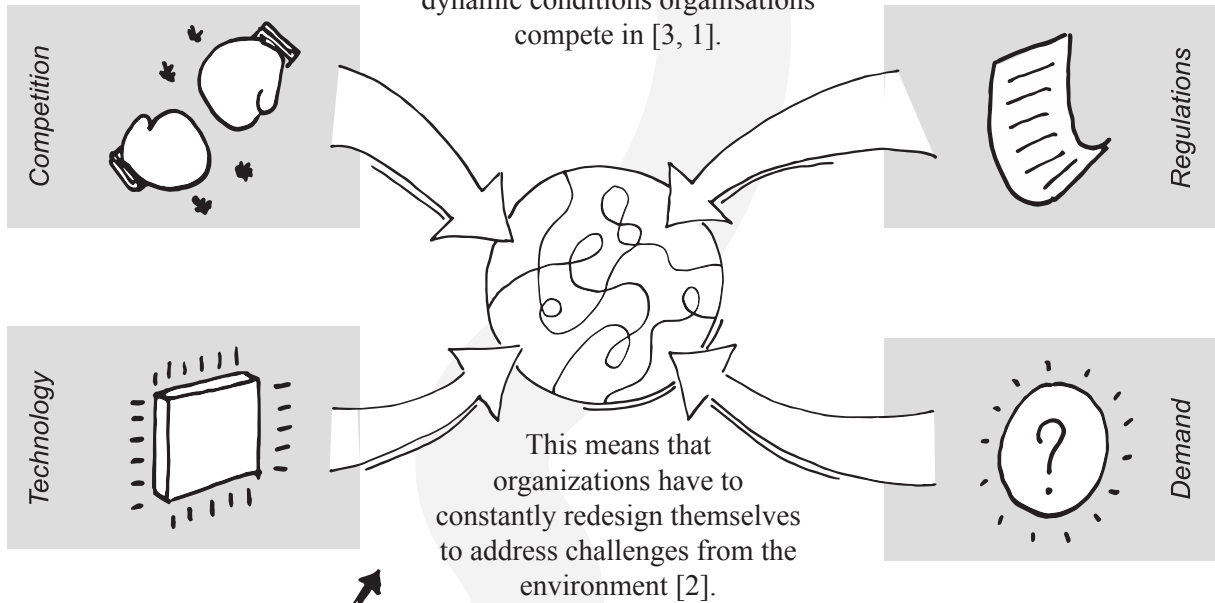 dynamic conditions organisations
compete in [3, 1].
Competition
Regulations
Technology
Demand
?
This means that
organizations have to
constantly redesign themselves
to address challenges from the
environment [2].